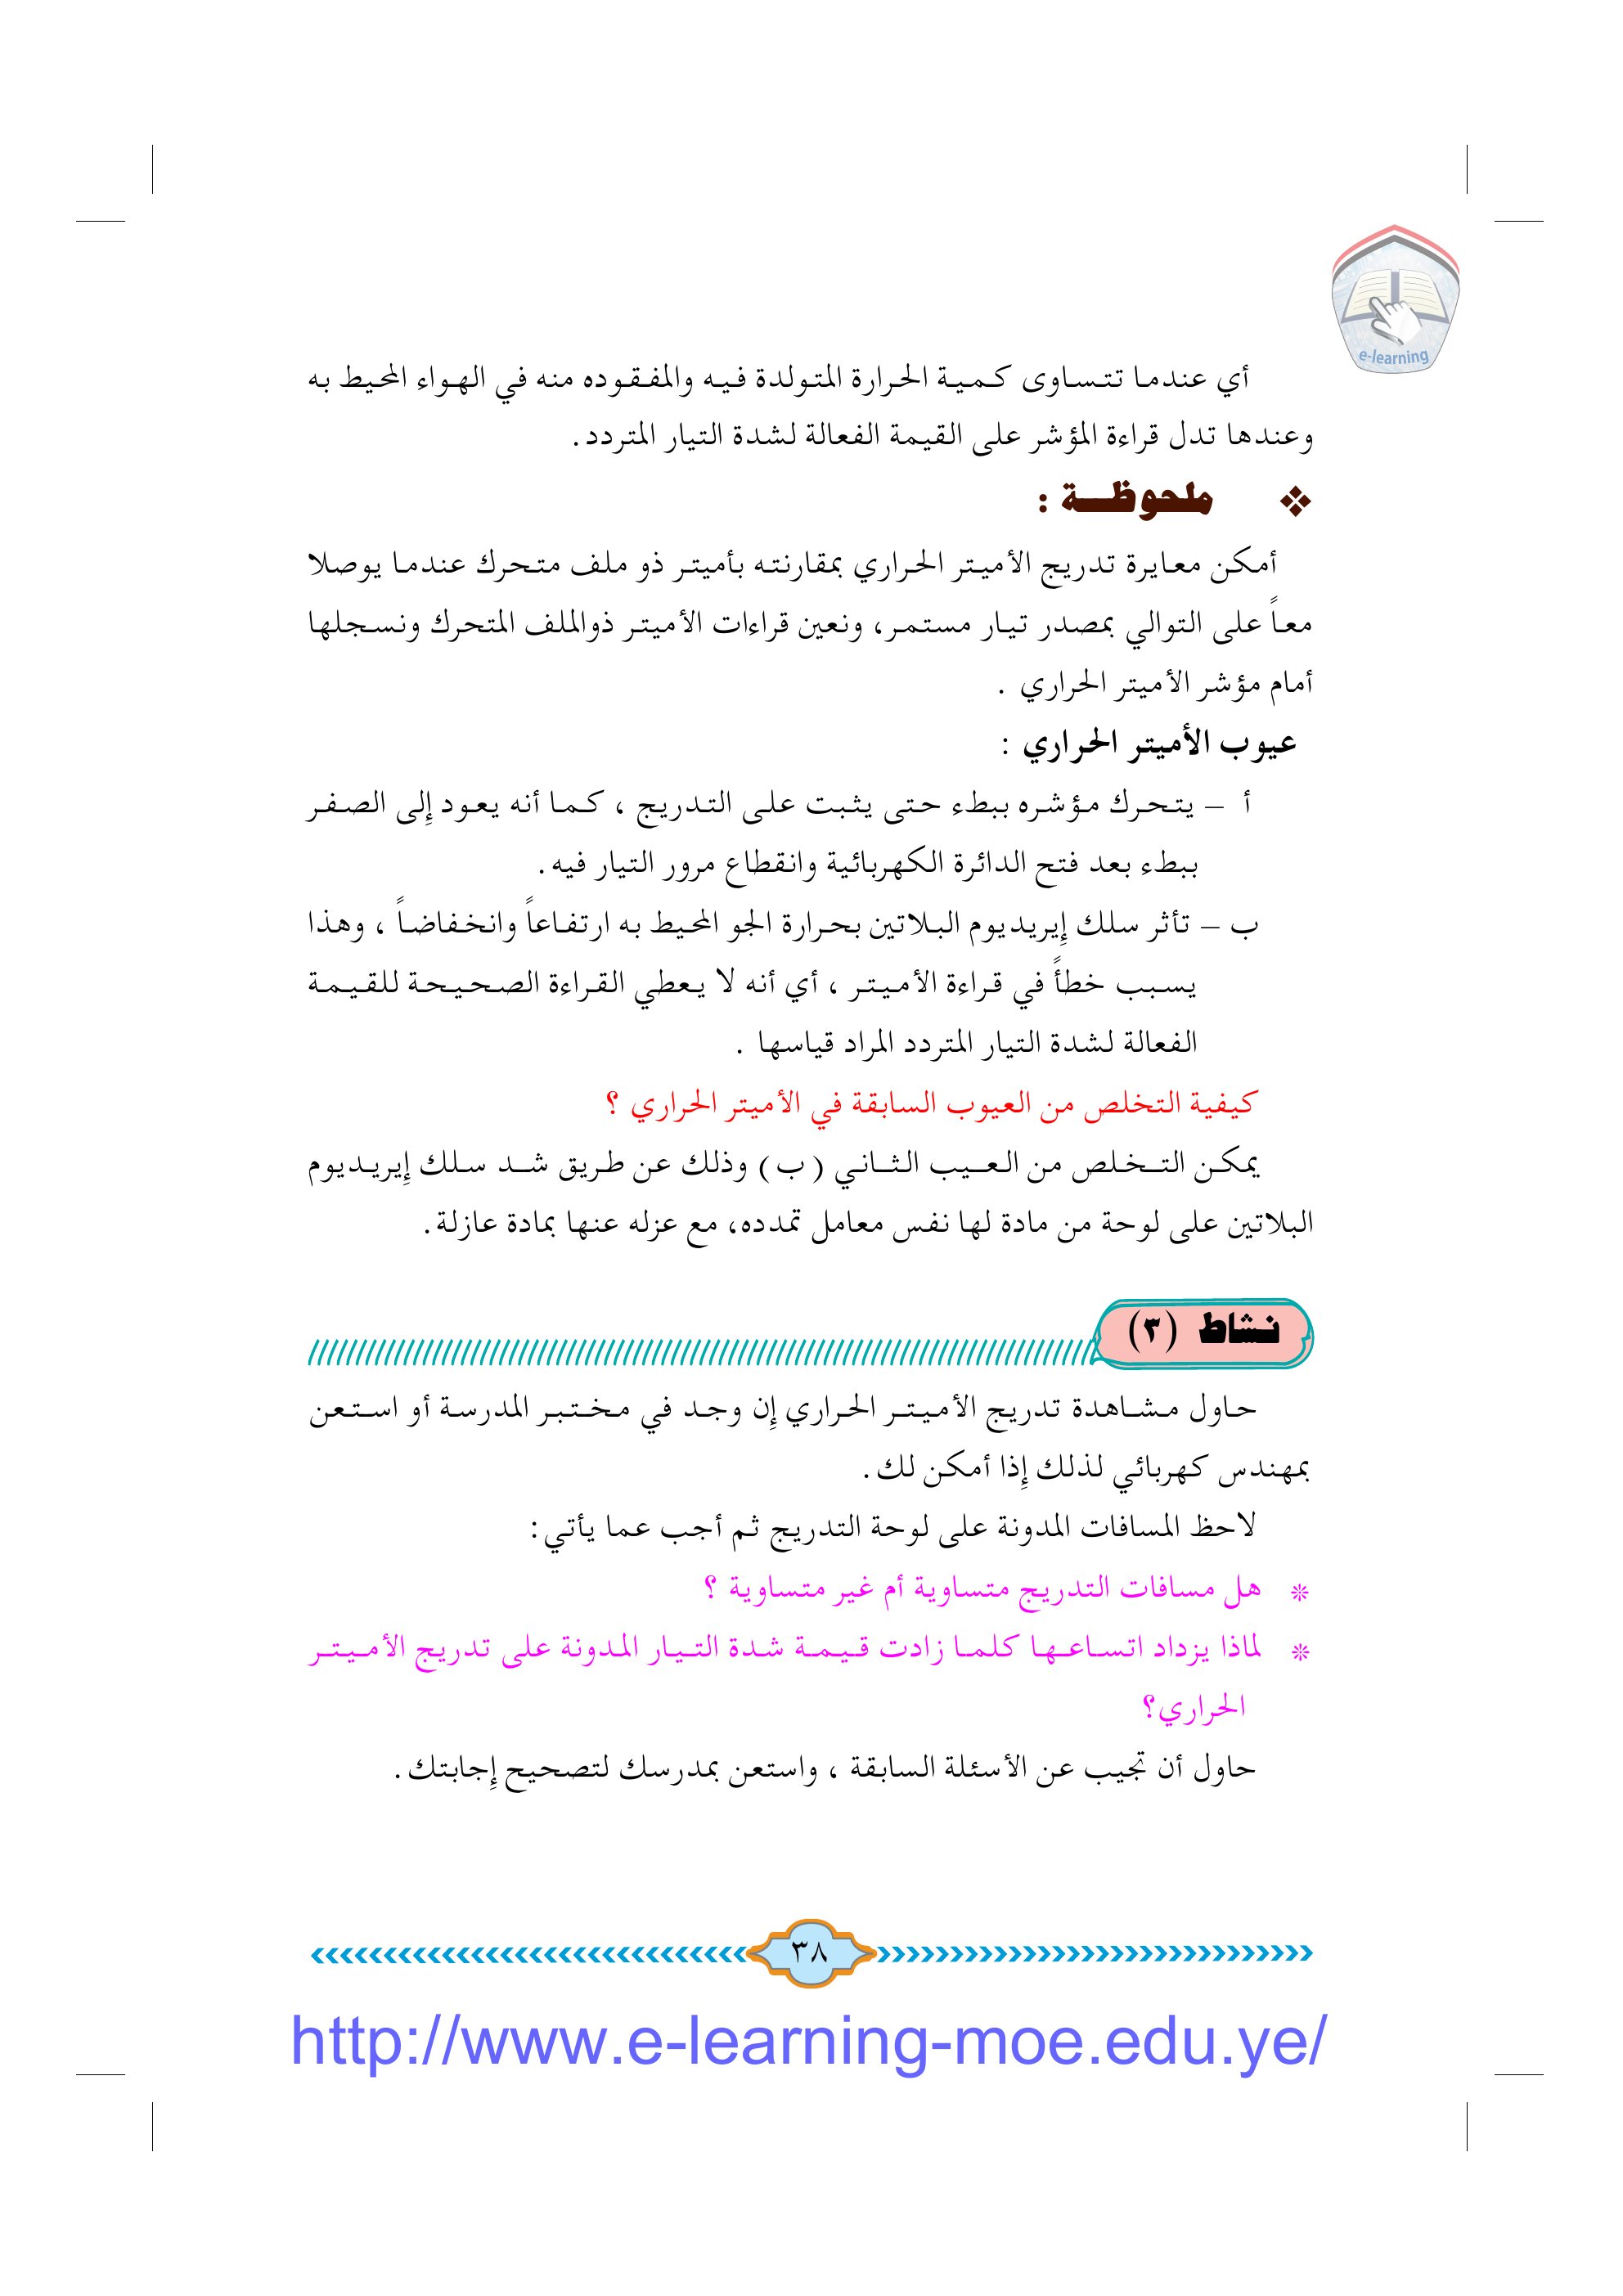 e-learning
أي عندما تتساوى كمية الحرارة المتولدة فيه والمفقوده منه في الهواء المحيط به
وعندها تدل قراءة المؤشر على القيمة الفعالة لشدة التيار المتردد.
❖ ملحوظة :
أمكن معايرة تدريج الأميتر الحراري بمقارنته بأميتر ذو ملف متحرك عندما يوصلا
معاً على التوالي بمصدر تيار مستمر، ونعين قراءات الأميتر ذوالملف المتحرك ونسجلها
أمام مؤشر الأميتر الحراري .
عيوب الأميتر الحراري :
أ – يتحرك مؤشره ببطء حتى يثبت على التدريج ، كما أنه يعود إلى الصفر
ببطء بعد فتح الدائرة الكهربائية وانقطاع مرور التيار فيه.
ب – تأثر سلك إيريديوم البلاتين بحرارة الجو المحيط به ارتفاعاً وانخفاضاً ، وهذا
يسبب خطأً في قراءة الأميتر ، أي أنه لا يعطي القراءة الصحيحة للقيمة
الفعالة لشدة التيار المتردد المراد قياسها .
كيفية التخلص من العيوب السابقة في الأميتر الحراري ؟
يمكن التخلص من العيب الثاني ( ب ) وذلك عن طريق شد سلك إيريديوم
البلاتين على لوحة من مادة لها نفس معامل تمدده، مع عزله عنها بمادة عازلة.
نشاط (٣)
حاول مشاهدة تدريج الأميتر الحراري إن وجد في مختبر المدرسة أو استعن
بمهندس كهربائي لذلك إذا أمكن لك.
لاحظ المسافات المدونة على لوحة التدريج ثم أجب عما يأتي:
❊ هل مسافات التدريج متساوية أم غير متساوية ؟
❊ لماذا يزداد اتساعها كلما زادت قيمة شدة التيار المدونة على تدريج الأميتر
الحراري؟
حاول أن تجيب عن الأسئلة السابقة ، واستعن بمدرسك لتصحيح إجابتك.
٣٨
http://www.e-learning-moe.edu.ye/